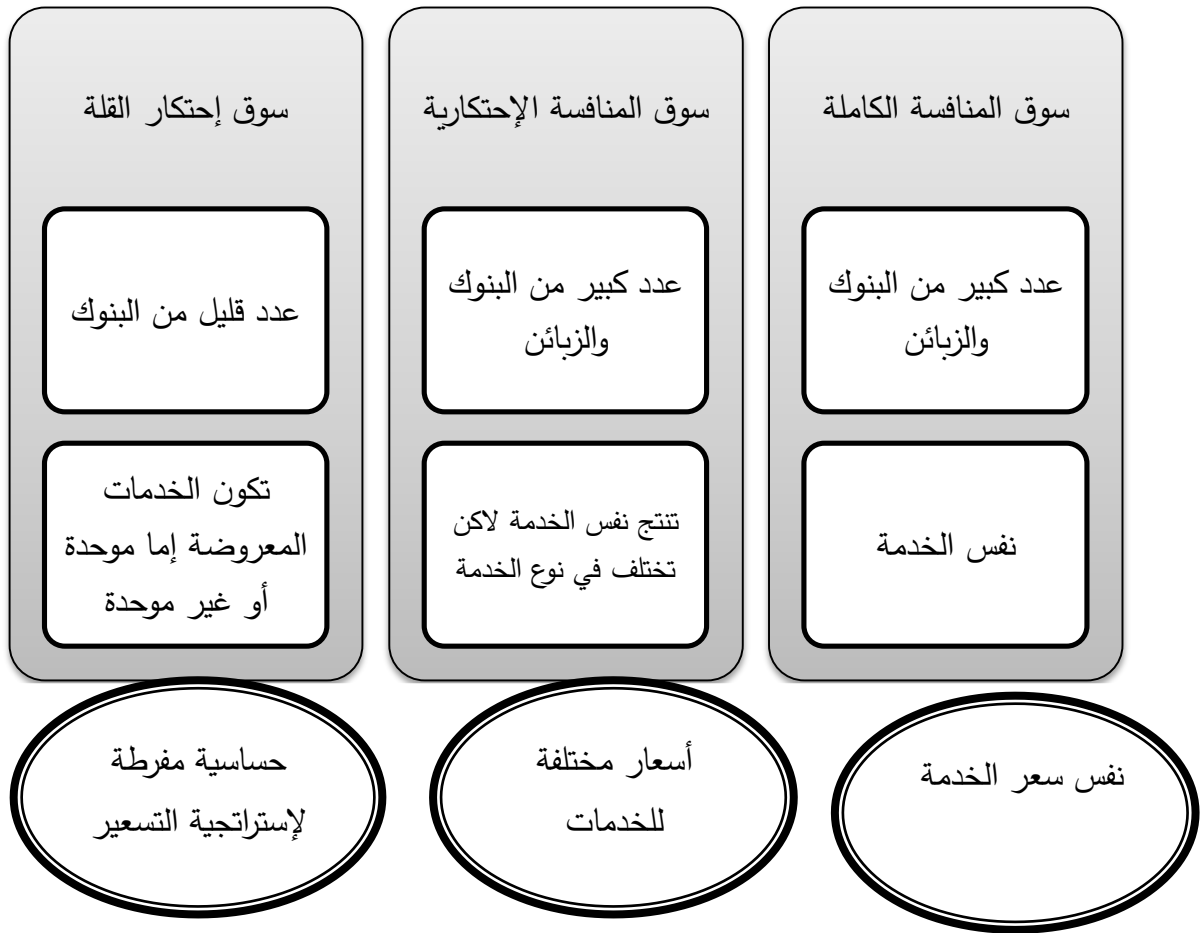 سوق المنافسة الكاملة
عدد كبير من البنوك
والزبائن
نفس الخدمة
نفس سعر الخدمة
سوق المنافسة الإحتكارية
عدد كبير من البنوك
والزبائن
تنتج نفس الخدمة لاكن
تختلف في نوع الخدمة
أسعار مختلفة
للخدمات
سوق إحتكار القلة
عدد قليل من البنوك
تكون الخدمات
المعروضة إما موحدة
أو غير موحدة
حساسية مفرطة
لإستراتجية التسعير